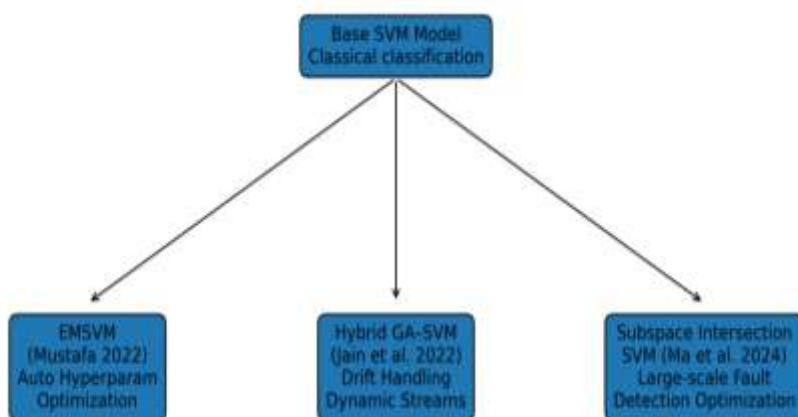 Base SVM Model
Classical classification
EMSVM
(Mustafa 2022)
Auto Hyperparam
Optimization
Hybrid GA-SVM
(Jain et al. 2022)
Drift Handling
Dynamic Streams
Subspace Intersection
SVM (Ma et al. 2024)
Large-scale Fault
Detection Optimization